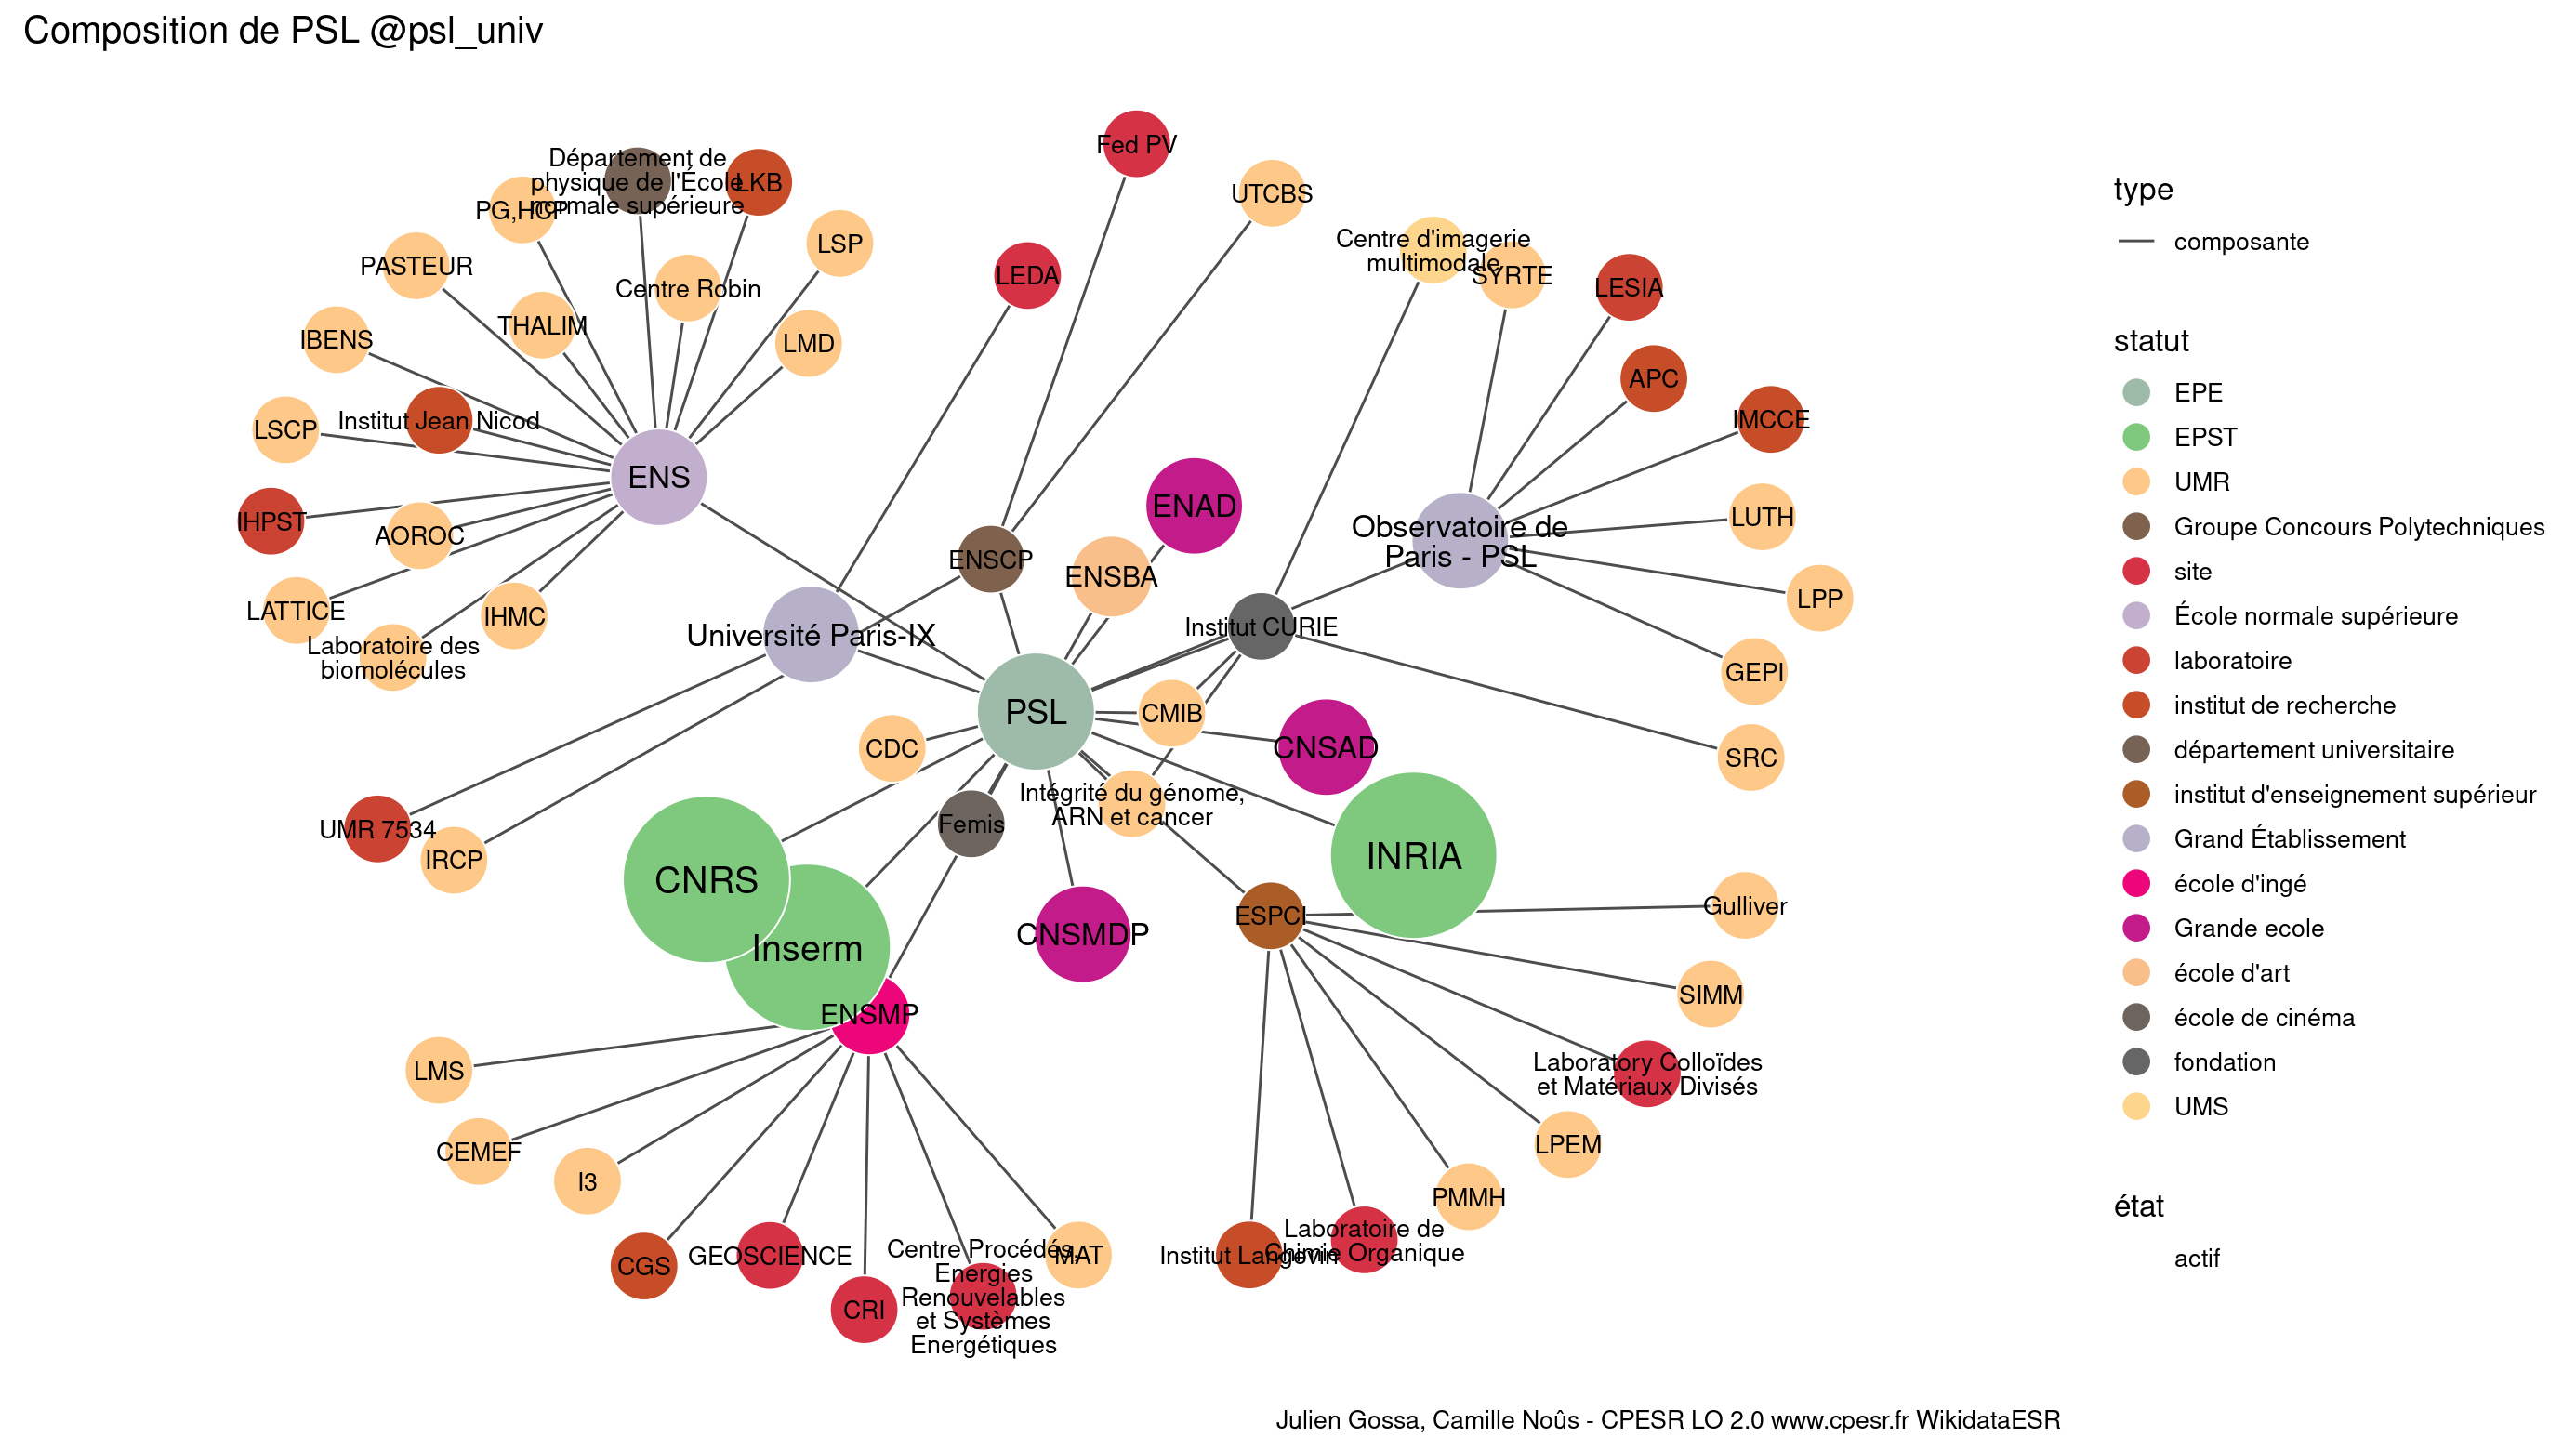 Composition de PSL @psl_univ
Fed PV
Département de
physique de l'École
normale supérieure
LKB
PG,HCP
UTCBS
LSP
Centre d'imagerie
multimodale
PASTEUR
LEDA
SYRTE
LESIA
Centre Robin
THALIM
IBENS
LMD
APC
Institut Jean Nicod
LSCP
IMCCE
ENS
ENAD
IHPST
AOROC
LUTH
Observatoire de
Paris - PSL
ENSCP
ENSBA
LPP
LATTICE
IHMC
Laboratoire des
biomolécules
Université Paris-IX
Institut CURIE
GEPI
PSL
CMIB
CDC
CNSAD
SRC
Intégrité du génome,
ARN et cancer
Femis
UMR 7534
IRCP
INRIA
CNRS
Inserm
CNSMDP
ESPCI
Gulliver
SIMM
ENSMP
LMS
Laboratory Colloïdes
et Matériaux Divisés
CEMEF
LPEM
I3
PMMH
CGS
GEOSCIENCE
CRI
Centre Procédés,
Energies
Renouvelables
et Systèmes
Energétiques
MAT
Institut Langevin
Laboratoire de
Chimie Organique
type
composante
statut
EPE
EPST
UMR
Groupe Concours Polytechniques
site
École normale supérieure
laboratoire
institut de recherche
département universitaire
institut d'enseignement supérieur
Grand Établissement
école d'ingé
Grande ecole
école d'art
école de cinéma
fondation
UMS
état
actif
Julien Gossa, Camille Noûs - CPESR LO 2.0 www.cpesr.fr WikidataESR